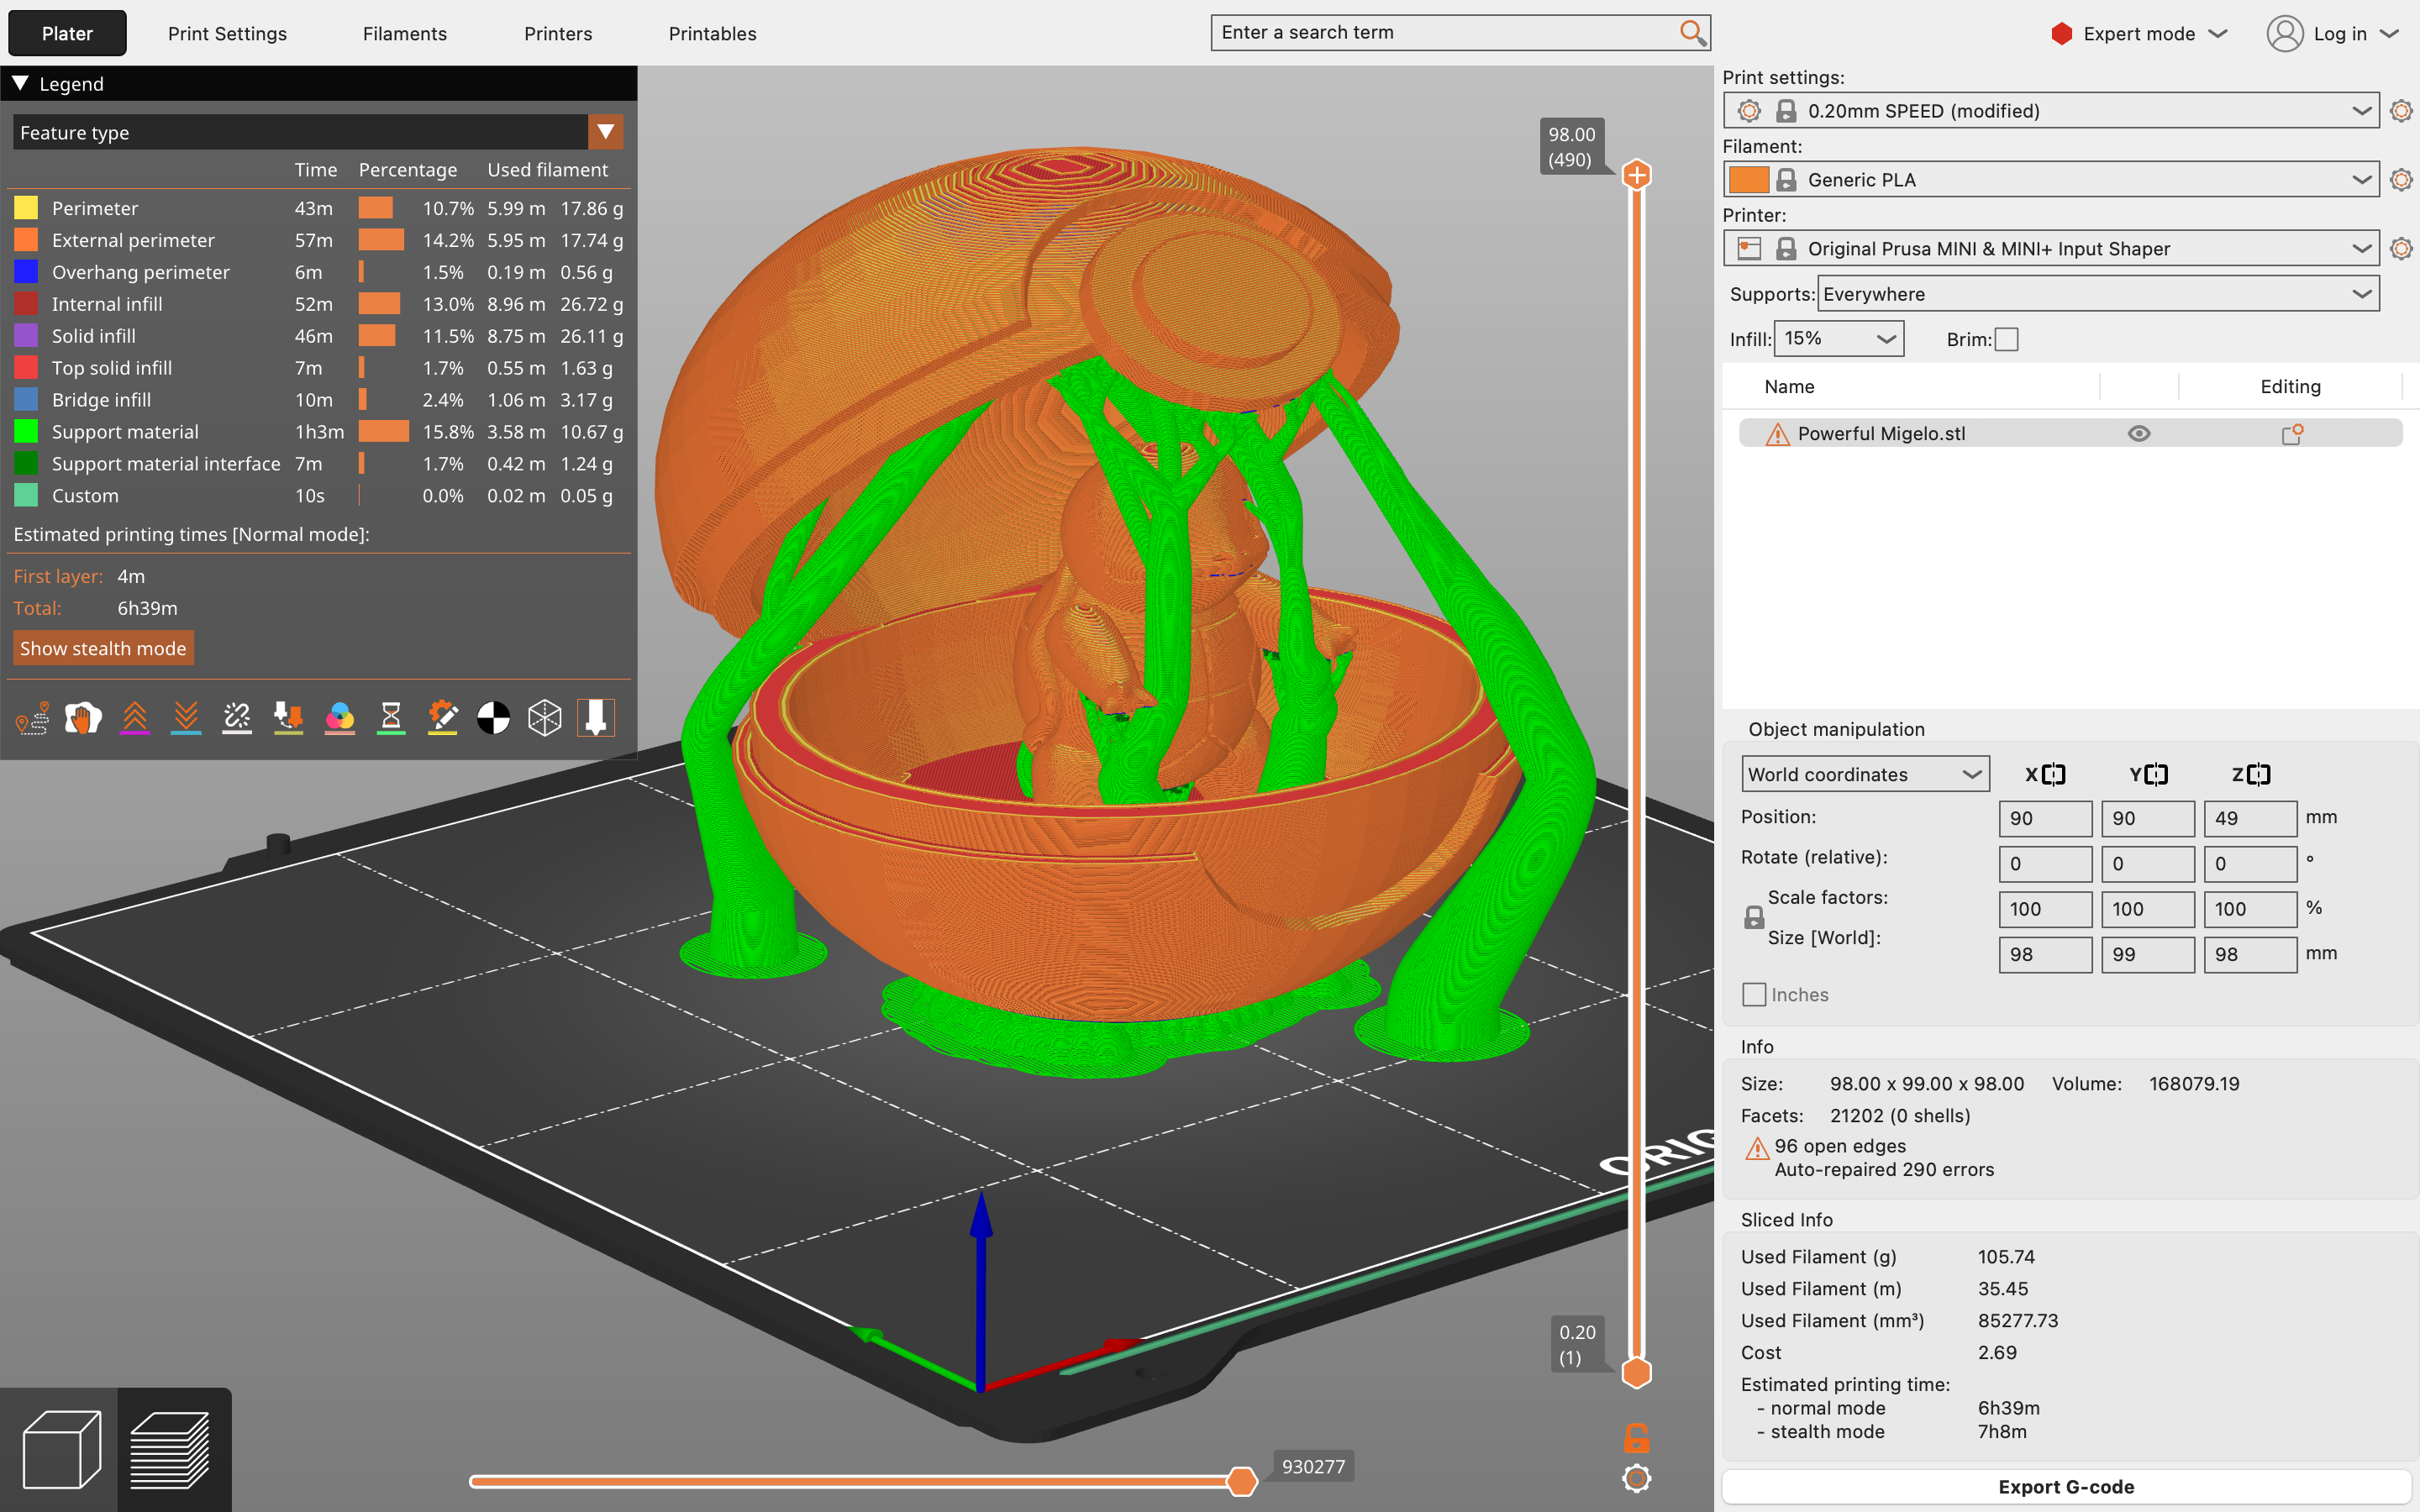 Plater Print Settings Filaments Printers Printables Enter a search term Expert mode Log in
Legend
Feature type
Time Percentage Used filament
Perimeter 43m 10.7% 5.99 m 17.86 g
External perimeter 57m 14.2% 5.95 m 17.74 g
Overhang perimeter 6m 1.5% 0.19 m 0.56 g
Internal infill 52m 13.0% 8.96 m 26.72 g
Solid infill 46m 11.5% 8.75 m 26.11 g
Top solid infill 7m 1.7% 0.55 m 1.63 g
Bridge infill 10m 2.4% 1.06 m 3.17 g
Support material 1h3m 15.8% 3.58 m 10.67 g
Support material interface 7m 1.7% 0.42 m 1.24 g
Custom 10s 0.0% 0.02 m 0.05 g
Estimated printing times [Normal mode]:
First layer: 4m
Total: 6h39m
Show stealth mode
98.00
(490)
0.20
(1)
930277
ORIG
Print settings:
0.20mm SPEED (modified)
Filament:
Generic PLA
Printer:
Original Prusa MINI & MINI+ Input Shaper
Supports: Everywhere
Infill: 15% Brim:
Name Editing
Powerful Migelo.stl
Object manipulation
World coordinates X Y Z
Position: 90 90 49 mm
Rotate (relative): 0 0 0 °
Scale factors: 100 100 100 %
Size [World]: 98 99 98 mm
Inches
Info
Size: 98.00 x 99.00 x 98.00 Volume: 168079.19
Facets: 21202 (0 shells)
96 open edges
Auto-repaired 290 errors
Sliced Info
Used Filament (g) 105.74
Used Filament (m) 35.45
Used Filament (mm³) 85277.73
Cost 2.69
Estimated printing time:
- normal mode 6h39m
- stealth mode 7h8m
Export G-code